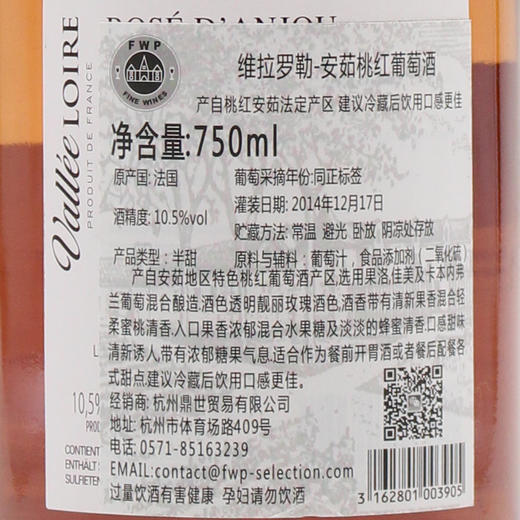 ROSÉ D'ANJOU
Vallée LOIRE
PRODUIT DE FRANCE
FWP
FINE WINES
维拉罗勒-安茹桃红葡萄酒
产自桃红安茹法定产区 建议冷藏后饮用口感更佳
净含量:750ml
原产国: 法国 葡萄采摘年份:同正标签
酒精度: 10.5%vol 灌装日期: 2014年12月17日
贮藏方法: 常温 避光 卧放 阴凉处存放
产品类型: 半甜 原料与辅料: 葡萄汁，食品添加剂（二氧化硫）
产自安茹地区特色桃红葡萄酒产区,选用果洛,佳美及卡本内弗
兰葡萄混合酿造.酒色透明靓丽玫瑰酒色,酒香带有清新果香混合轻
柔蜜桃清香,入口果香浓郁混合水果糖及淡淡的蜂蜜清香.口感甜味
清新诱人,带有浓郁糖果气息.适合作为餐前开胃酒或者餐后配餐各
式甜点.建议冷藏后饮用口感更佳.
经销商: 杭州鼎世贸易有限公司
地址: 杭州市体育场路409号
电话: 0571-85163239
EMAIL:contact@fwp-selection.com
过量饮酒有害健康 孕妇请勿饮酒
3 162801 003905
10,5%
PROD
CONTIENT
ENTHÄLT
SULFIETEN